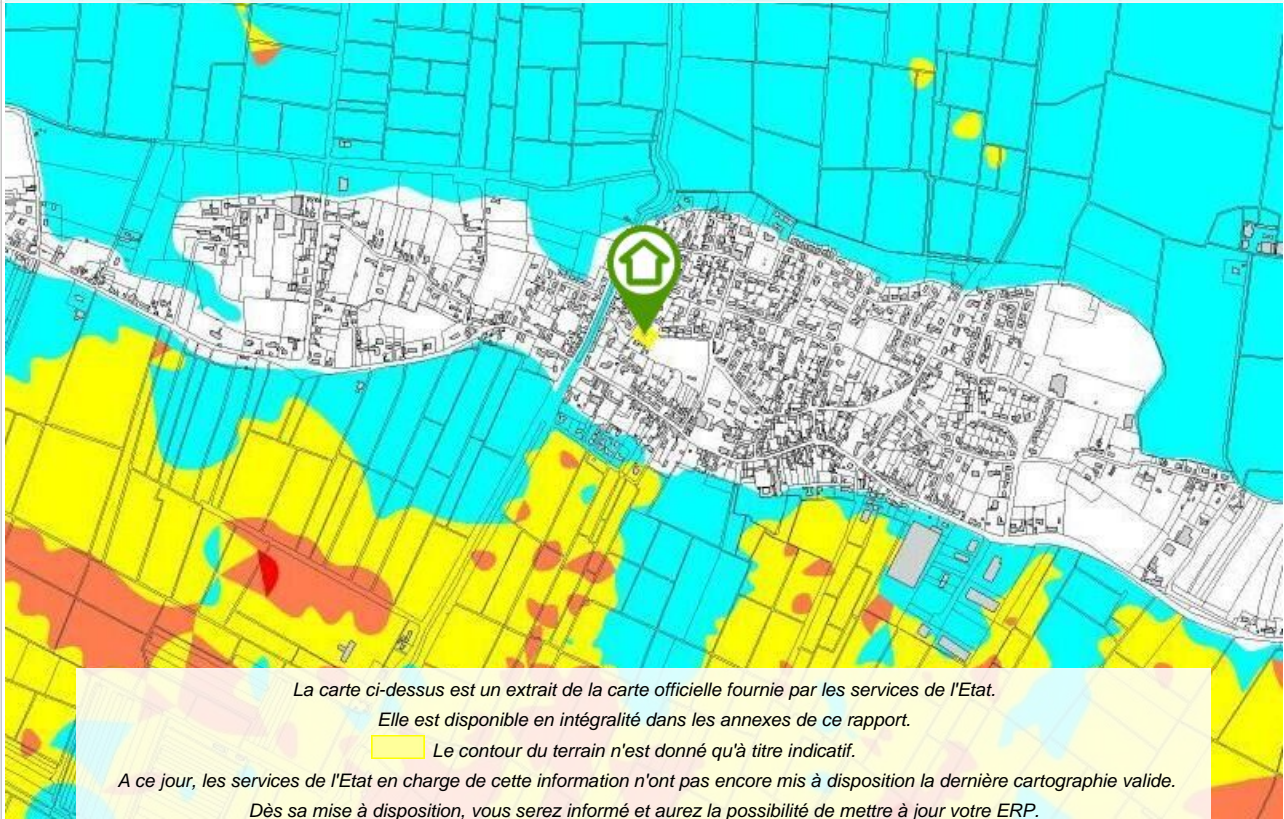 La carte ci-dessus est un extrait de la carte officielle fournie par les services de l'Etat.
Elle est disponible en intégralité dans les annexes de ce rapport.
Le contour du terrain n'est donné qu'à titre indicatif.
A ce jour, les services de l'Etat en charge de cette information n'ont pas encore mis à disposition la dernière cartographie valide.
Dès sa mise à disposition, vous serez informé et aurez la possibilité de mettre à jour votre ERP.